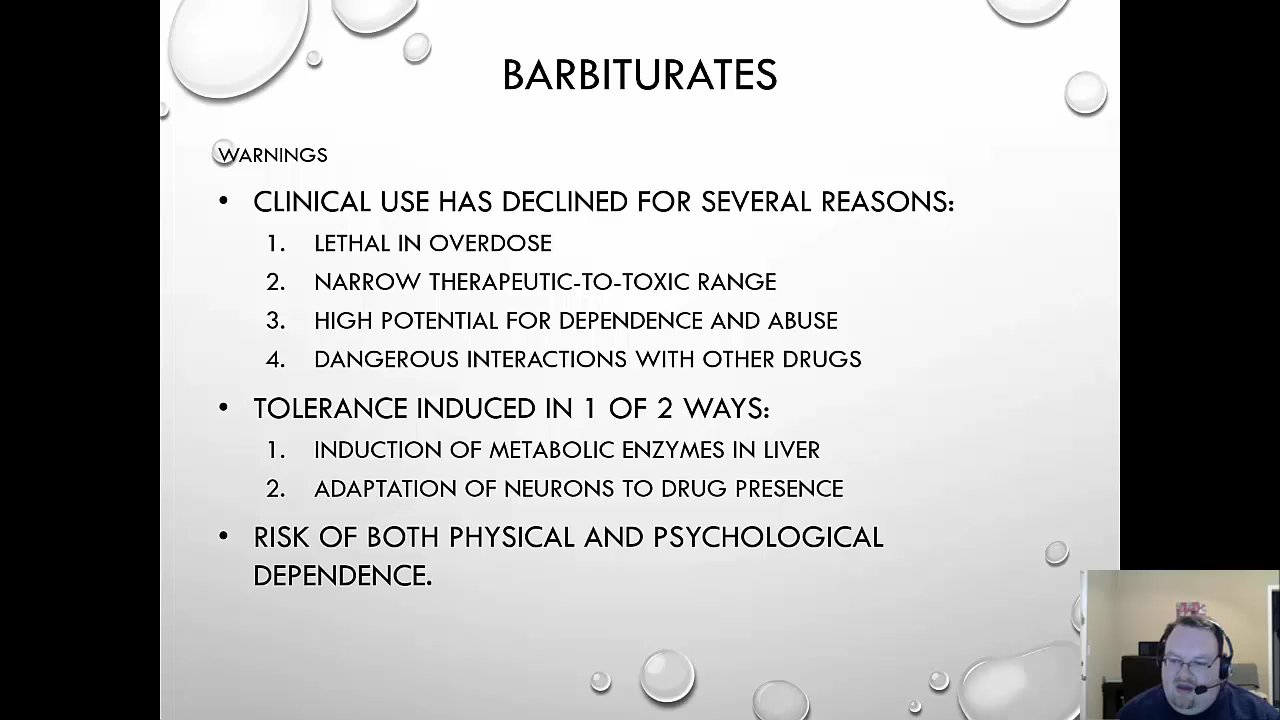 BARBITURATES
WARNINGS
• CLINICAL USE HAS DECLINED FOR SEVERAL REASONS:
1. LETHAL IN OVERDOSE
2. NARROW THERAPEUTIC-TO-TOXIC RANGE
3. HIGH POTENTIAL FOR DEPENDENCE AND ABUSE
4. DANGEROUS INTERACTIONS WITH OTHER DRUGS
• TOLERANCE INDUCED IN 1 OF 2 WAYS:
1. INDUCTION OF METABOLIC ENZYMES IN LIVER
2. ADAPTATION OF NEURONS TO DRUG PRESENCE
• RISK OF BOTH PHYSICAL AND PSYCHOLOGICAL
DEPENDENCE.